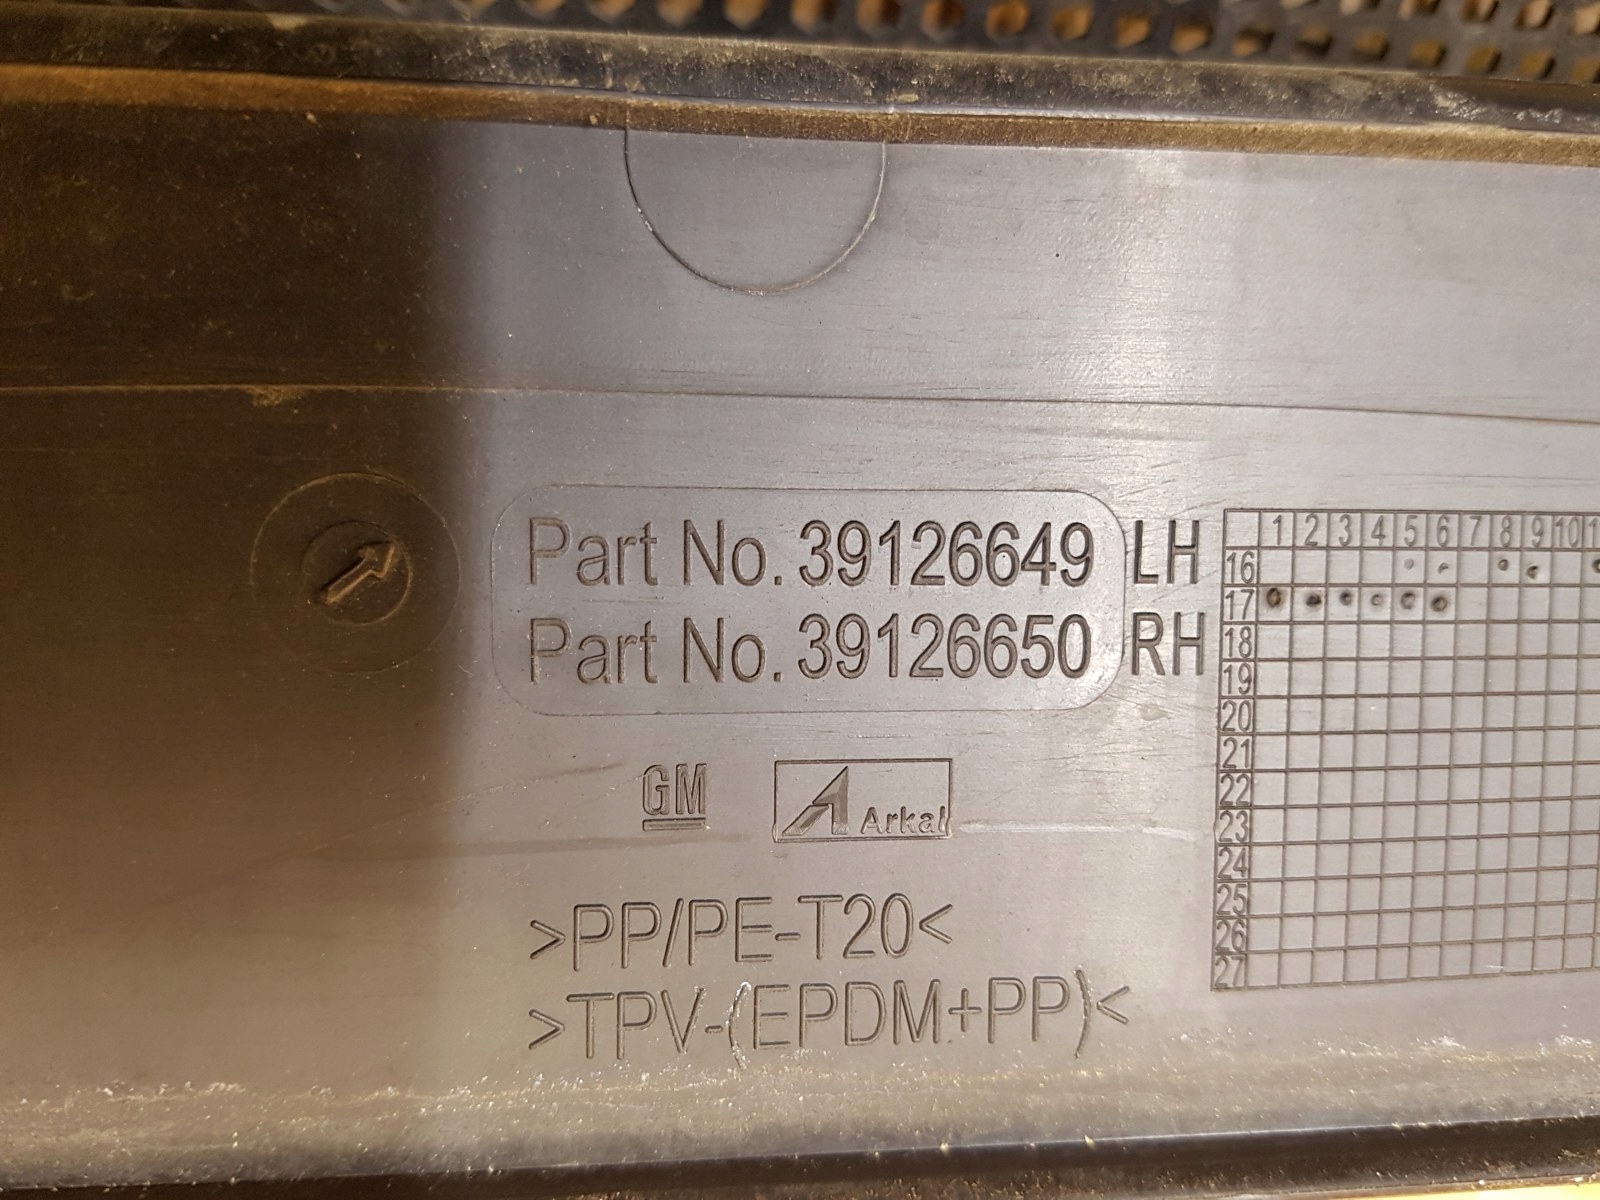 Part No. 39126649 LH
Part No. 39126650 RH
GM
Arkal
>PP/PE-T20<
>TPV-(EPDM+PP)<
1 2 3 4 5 6 7 8 9 10
16
17
18
19
20
21
22
23
24
25
26
27